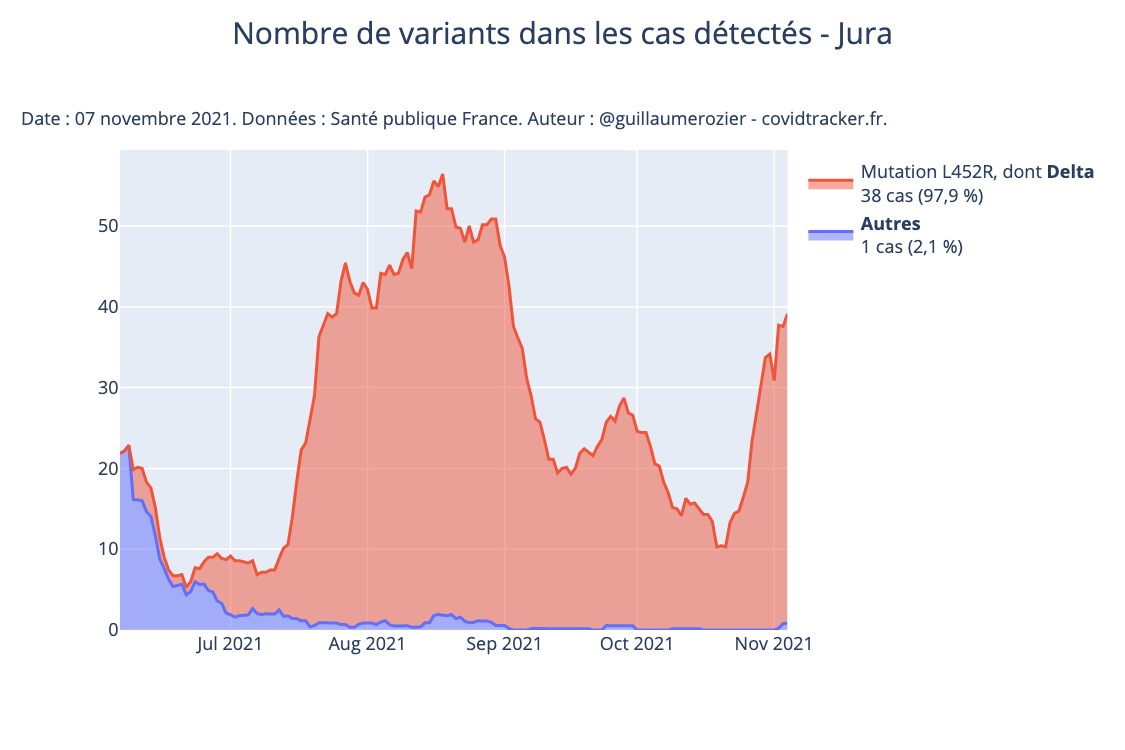 Nombre de variants dans les cas détectés - Jura
Date : 07 novembre 2021. Données : Santé publique France. Auteur : @guillaumerozier - covidtracker.fr.
Mutation L452R, dont Delta
38 cas (97,9 %)
Autres
1 cas (2,1 %)
50
40
30
20
10
0
Jul 2021
Aug 2021
Sep 2021
Oct 2021
Nov 2021